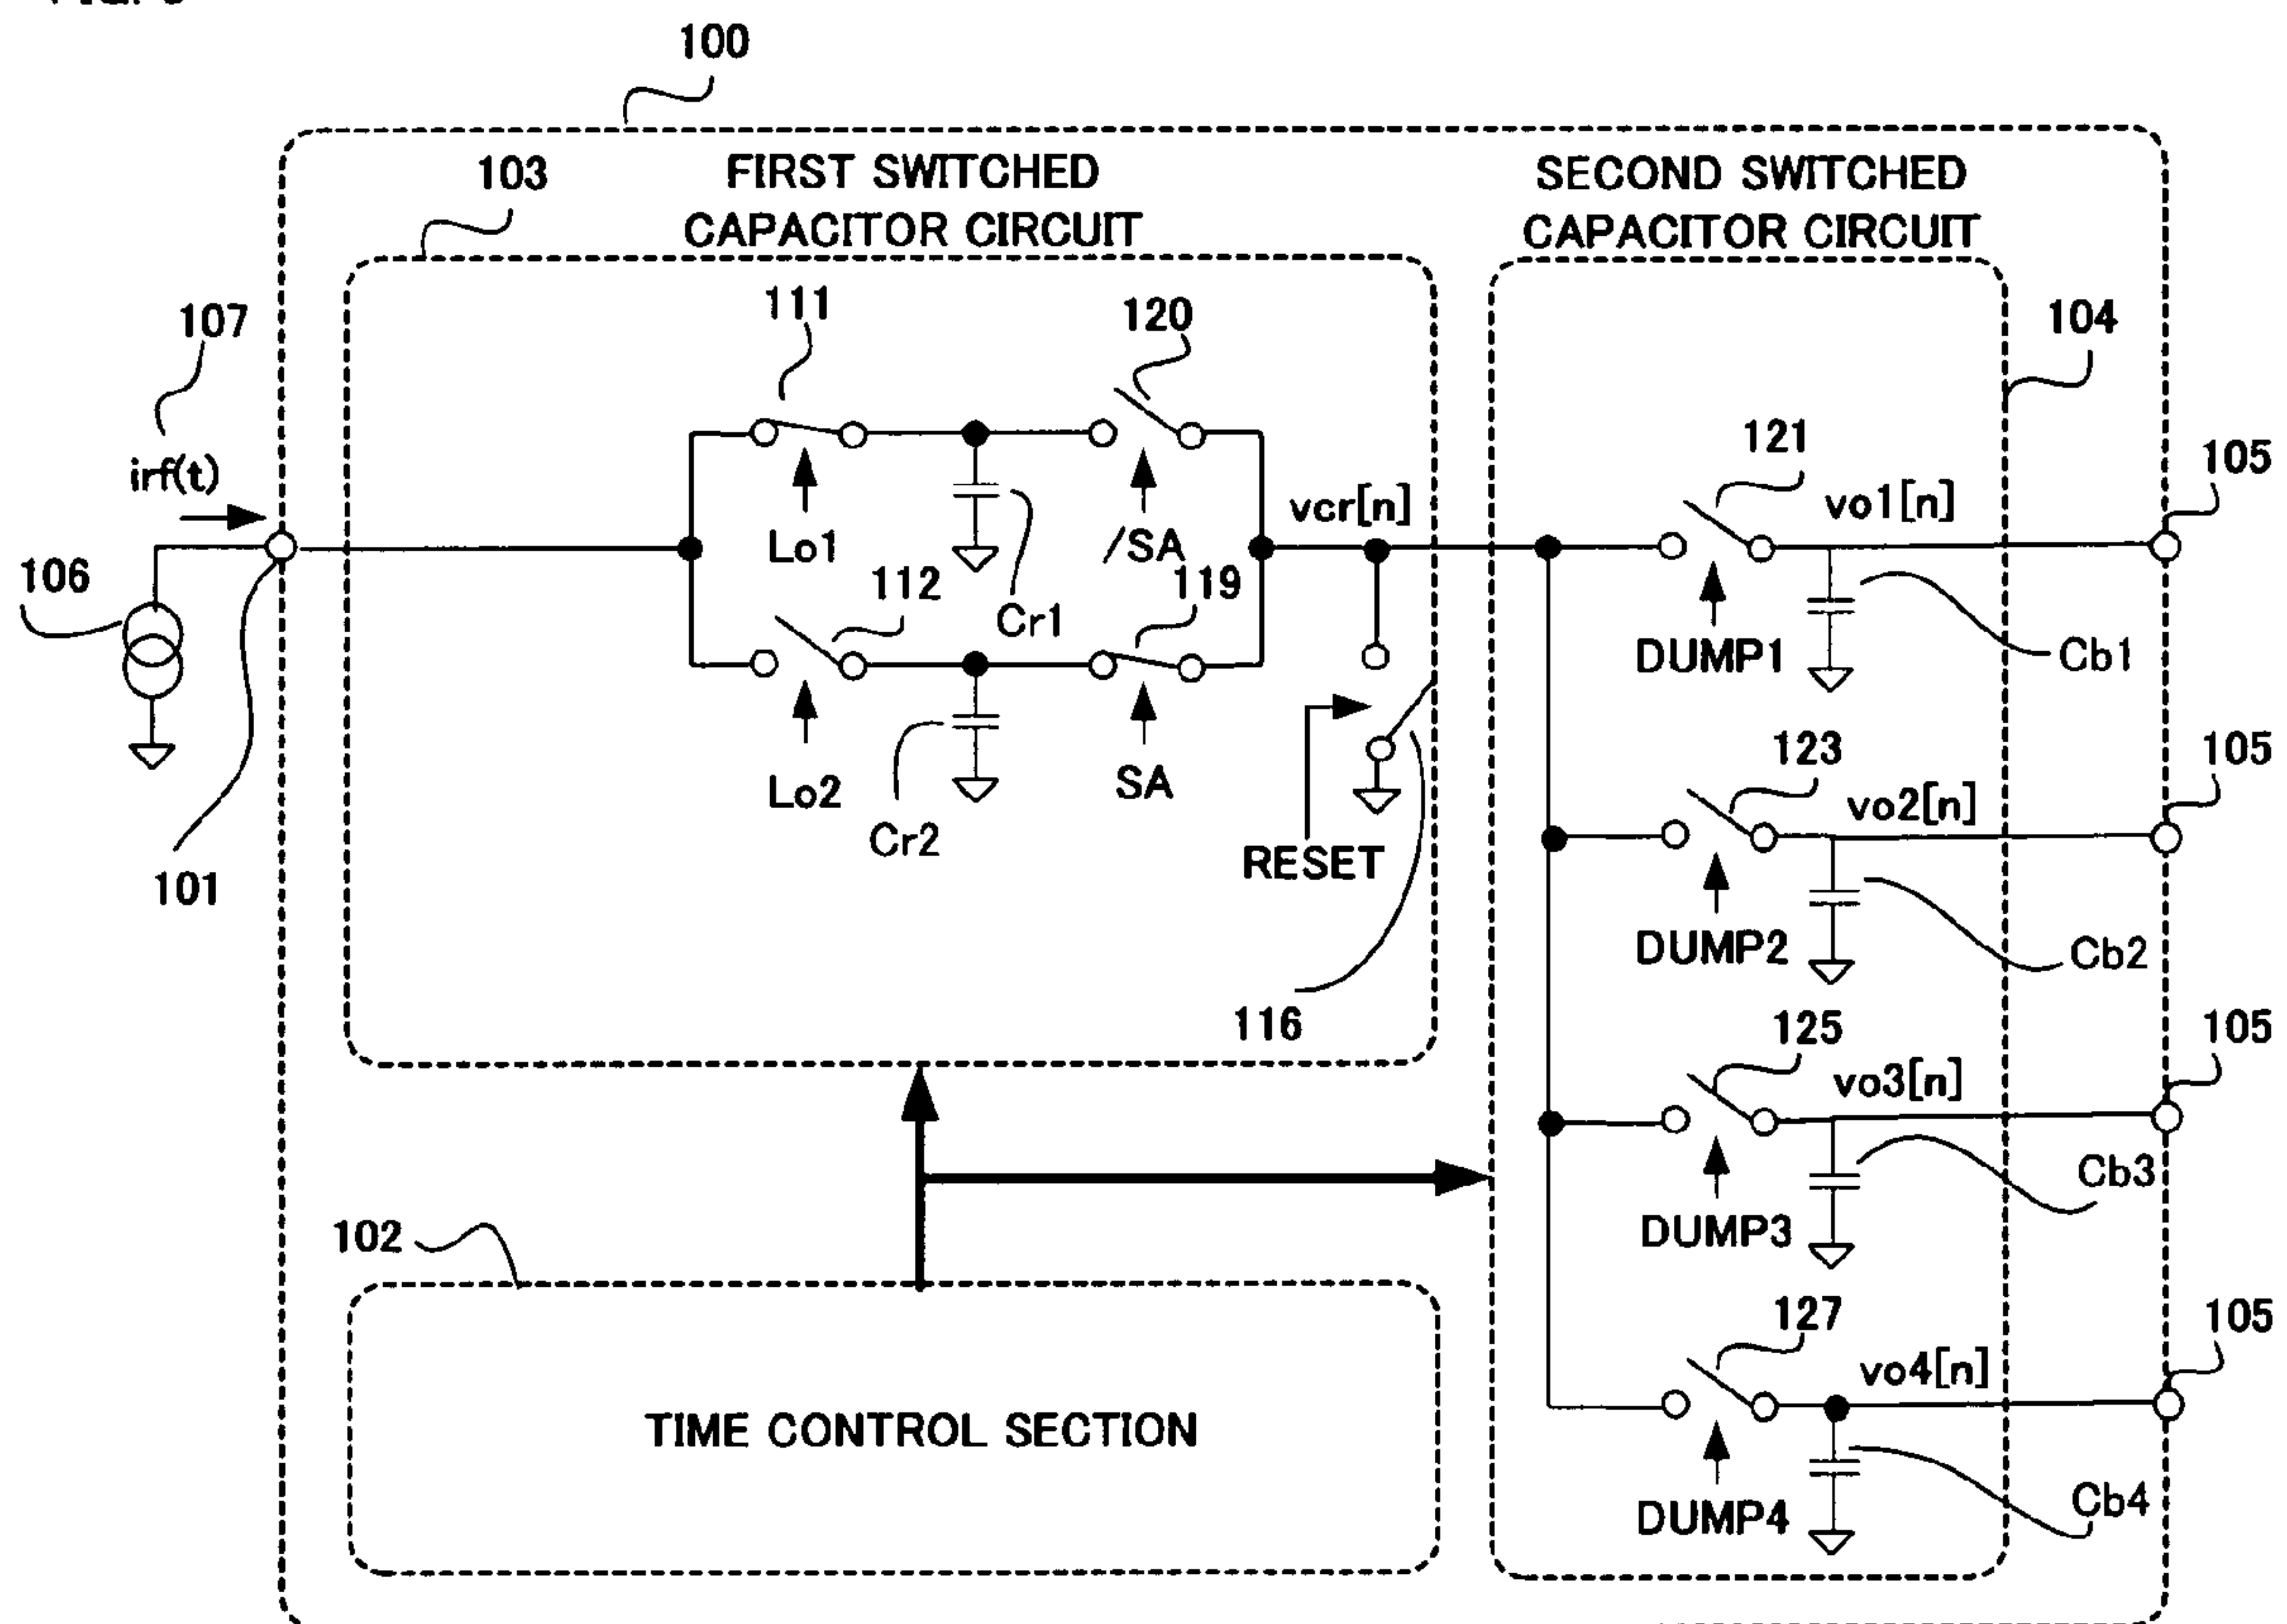 100
103
FIRST SWITCHED
CAPACITOR CIRCUIT
SECOND SWITCHED
CAPACITOR CIRCUIT
107
111
120
104
irf(t)
121
105
vcr[n]
vo1[n]
Lo1
/SA
106
112
119
Cr1
DUMP1
Cb1
123
105
Lo2
SA
vo2[n]
Cr2
RESET
101
DUMP2
Cb2
116
125
105
vo3[n]
Cb3
102
DUMP3
127
105
vo4[n]
TIME CONTROL SECTION
DUMP4
Cb4